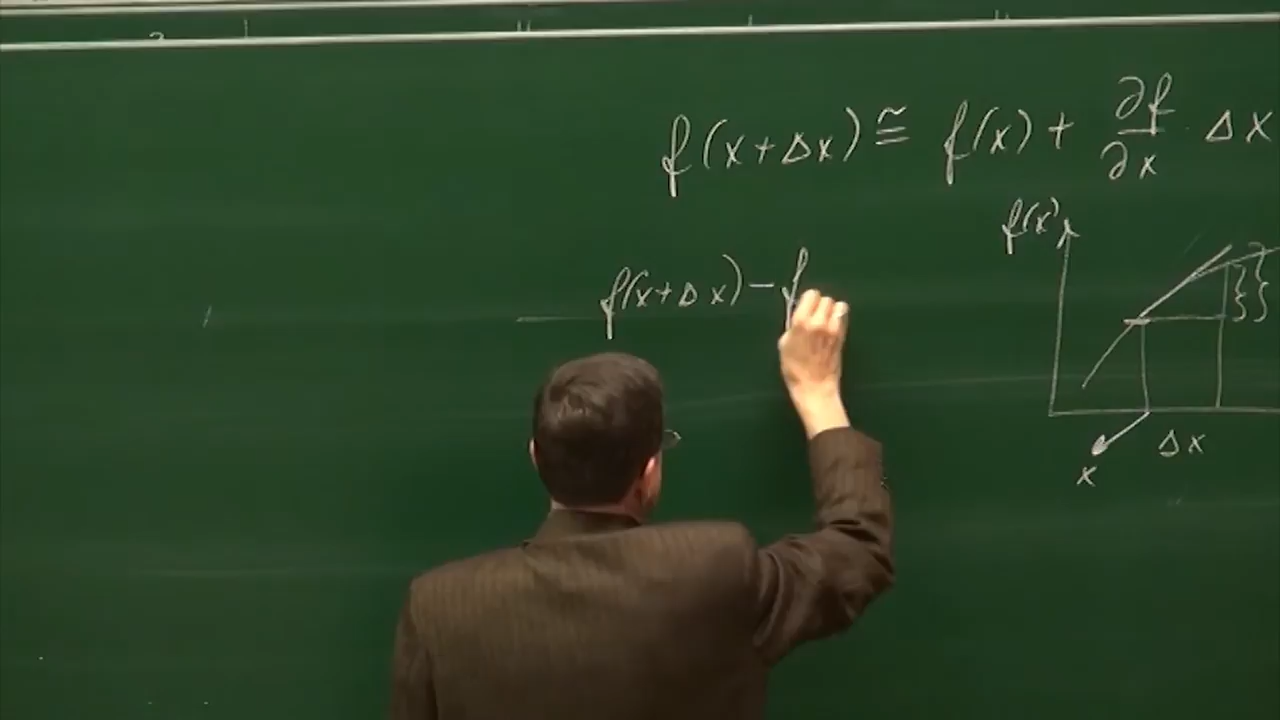 f(x+Δx) ≅ f(x) + ∂f/∂x · Δx
f(x+Δx) – f
f(x)
Δx
x